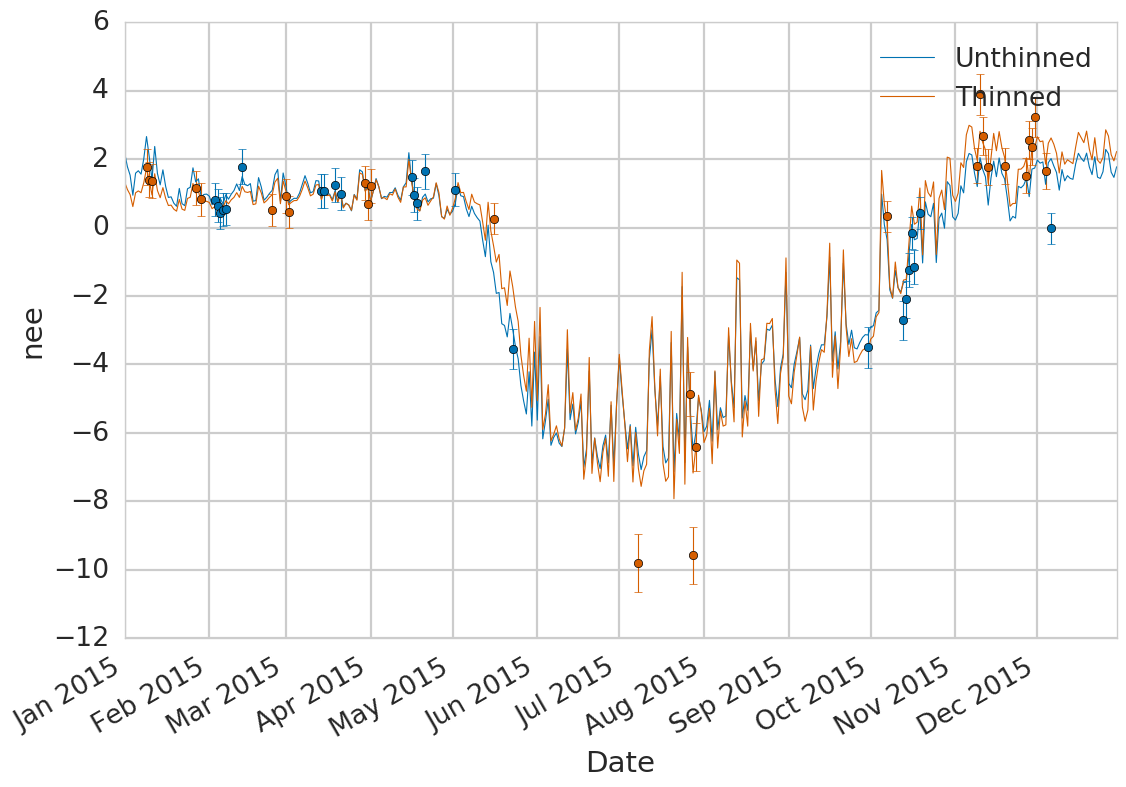 6
4
2
0
−2
−4
−6
−8
−10
−12
nee
Unthinned
Thinned
Jan 2015
Feb 2015
Mar 2015
Apr 2015
May 2015
Jun 2015
Jul 2015
Aug 2015
Sep 2015
Oct 2015
Nov 2015
Dec 2015
Date